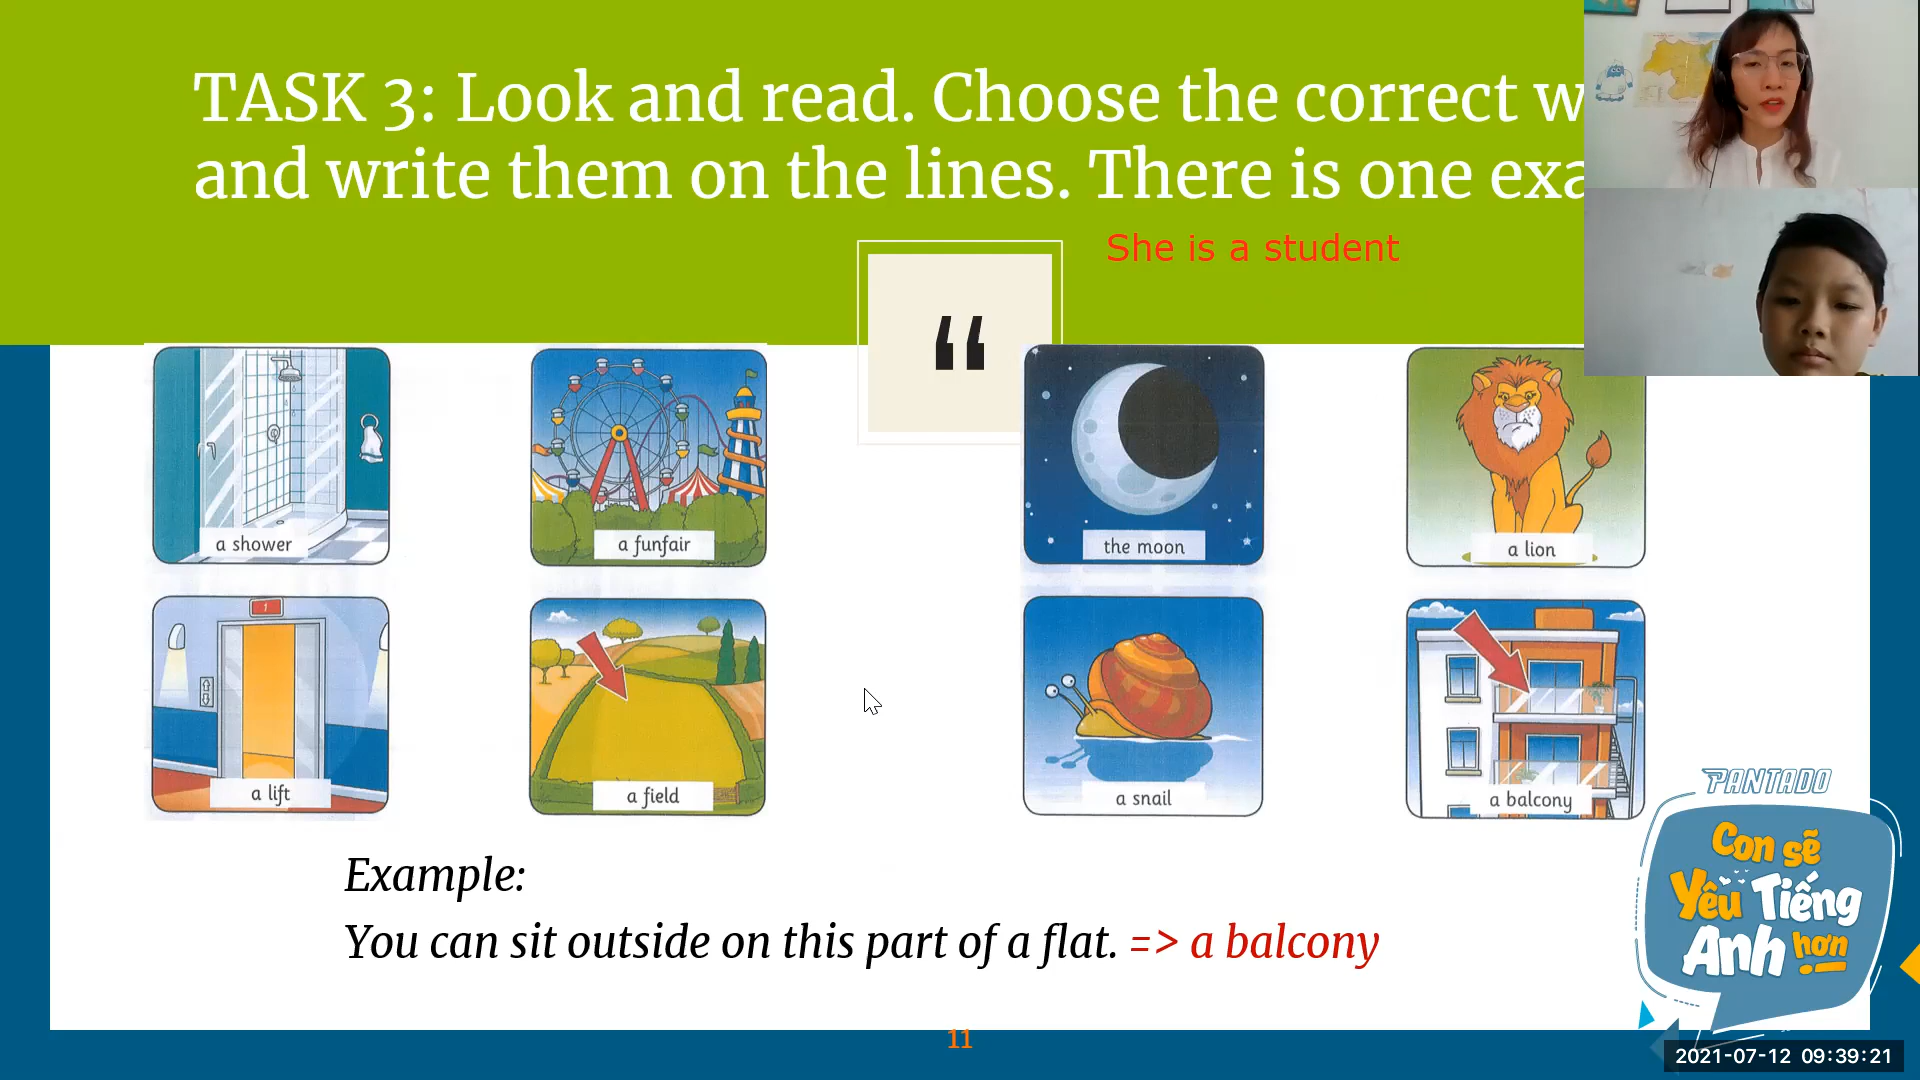 TASK 3: Look and read. Choose the correct w
and write them on the lines. There is one exa
She is a student
“
a shower
a funfair
the moon
a lion
1
a lift
a field
a snail
a balcony
Example:
You can sit outside on this part of a flat. => a balcony
PANTADO
Con sẽ
Yêu Tiếng
Anh hơn
11
2021-07-12 09:39:21